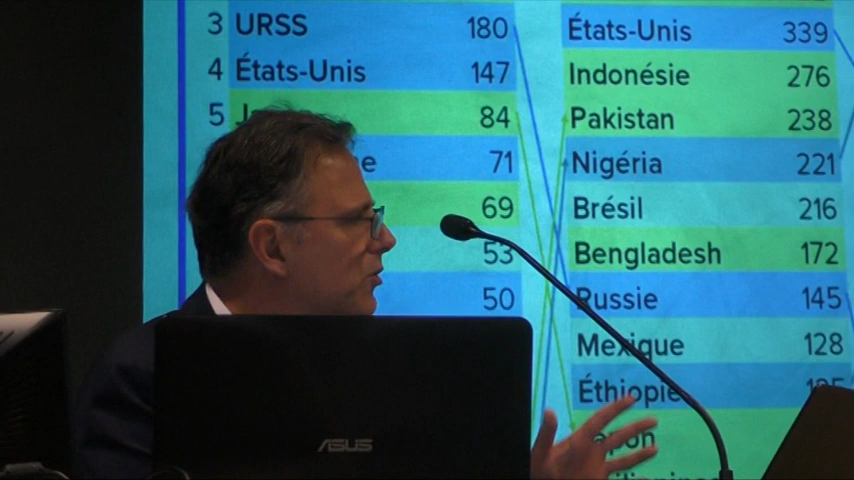 3 URSS 180
4 États-Unis 147
5 84
71
69
53
50
États-Unis 339
Indonésie 276
Pakistan 238
Nigéria 221
Brésil 216
Bengladesh 172
Russie 145
Mexique 128
Éthiopie
ASUS